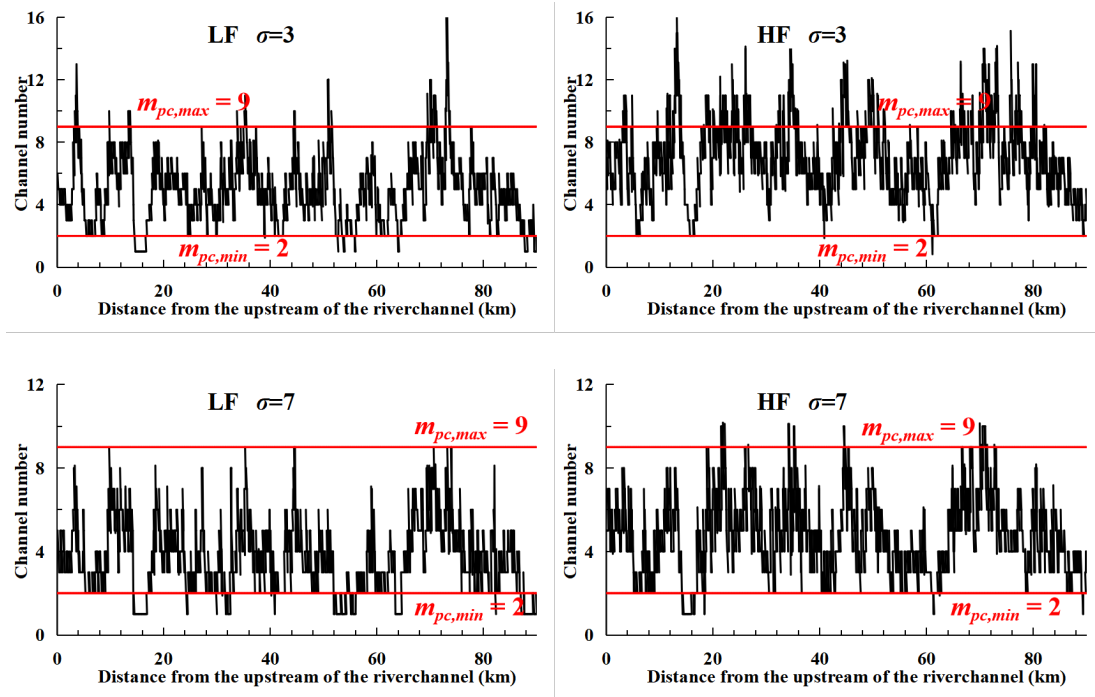 LF σ=3
16
12
8
4
0
Channel number
m_pc,max = 9
m_pc,min = 2
0 20 40 60 80
Distance from the upstream of the riverchannel (km)
HF σ=3
16
12
8
4
0
Channel number
m_pc,max = 9
m_pc,min = 2
0 20 40 60 80
Distance from the upstream of the riverchannel (km)
LF σ=7
12
8
4
0
Channel number
m_pc,max = 9
m_pc,min = 2
0 20 40 60 80
Distance from the upstream of the riverchannel (km)
HF σ=7
12
8
4
0
Channel number
m_pc,max = 9
m_pc,min = 2
0 20 40 60 80
Distance from the upstream of the riverchannel (km)